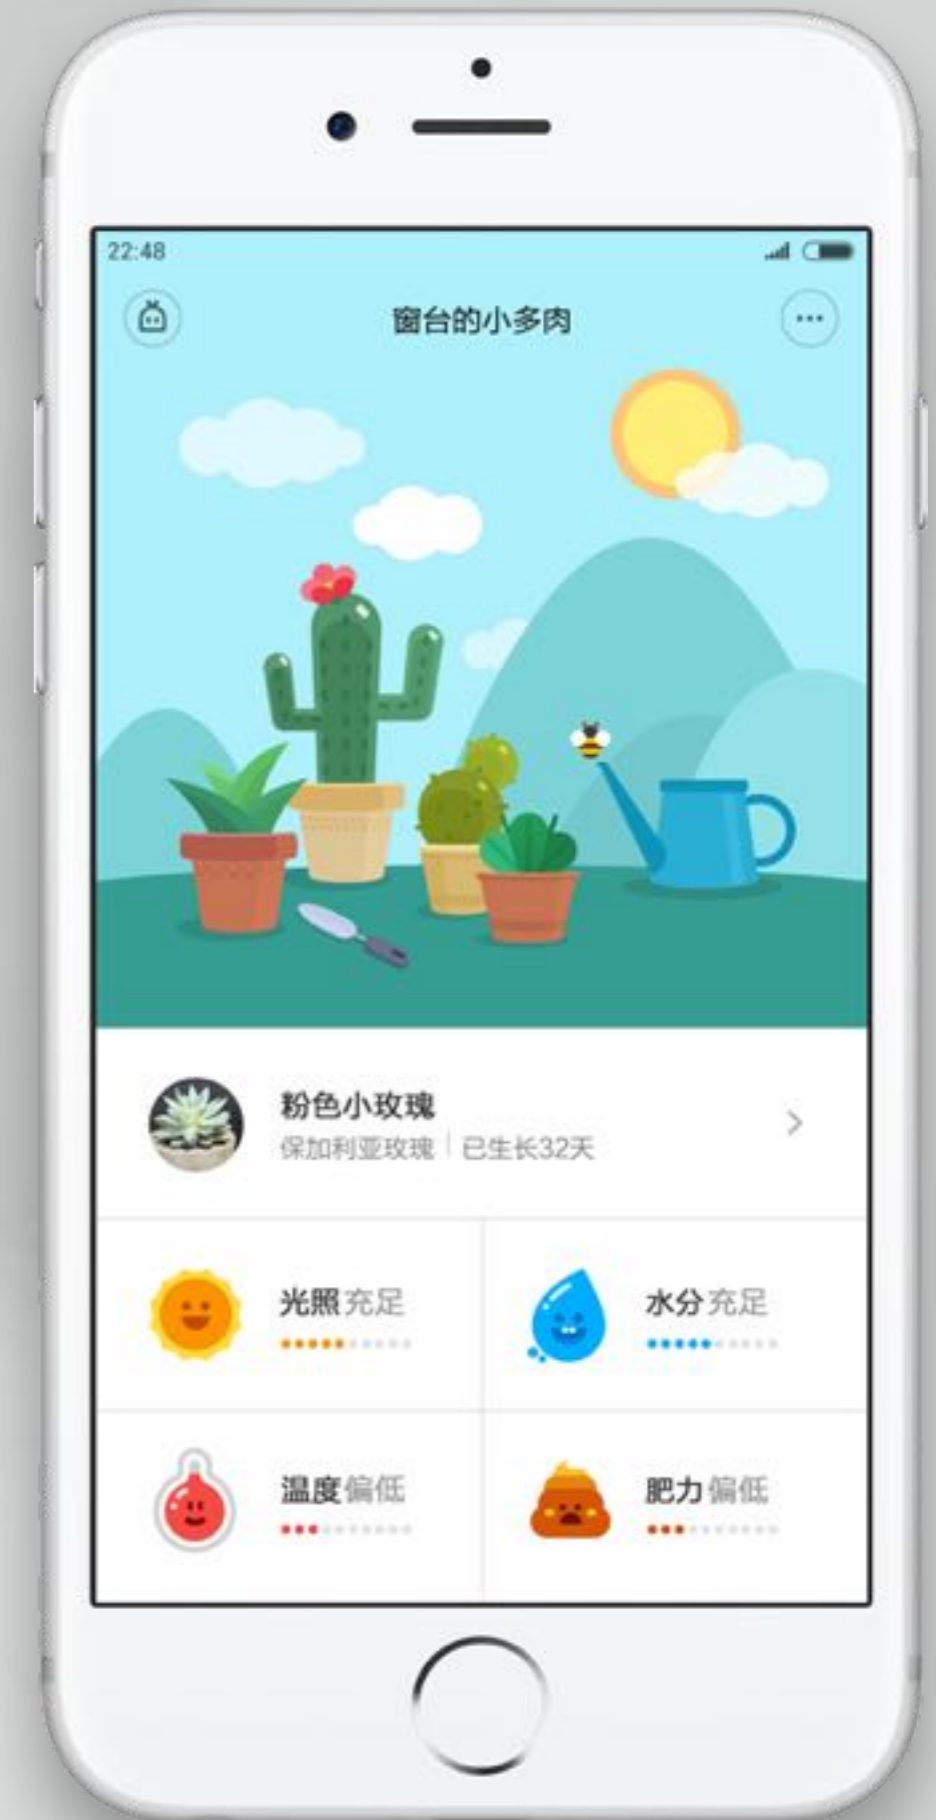 22:48
窗台的小多肉
粉色小玫瑰
保加利亚玫瑰 | 已生长32天
光照 充足
水分 充足
温度 偏低
肥力 偏低